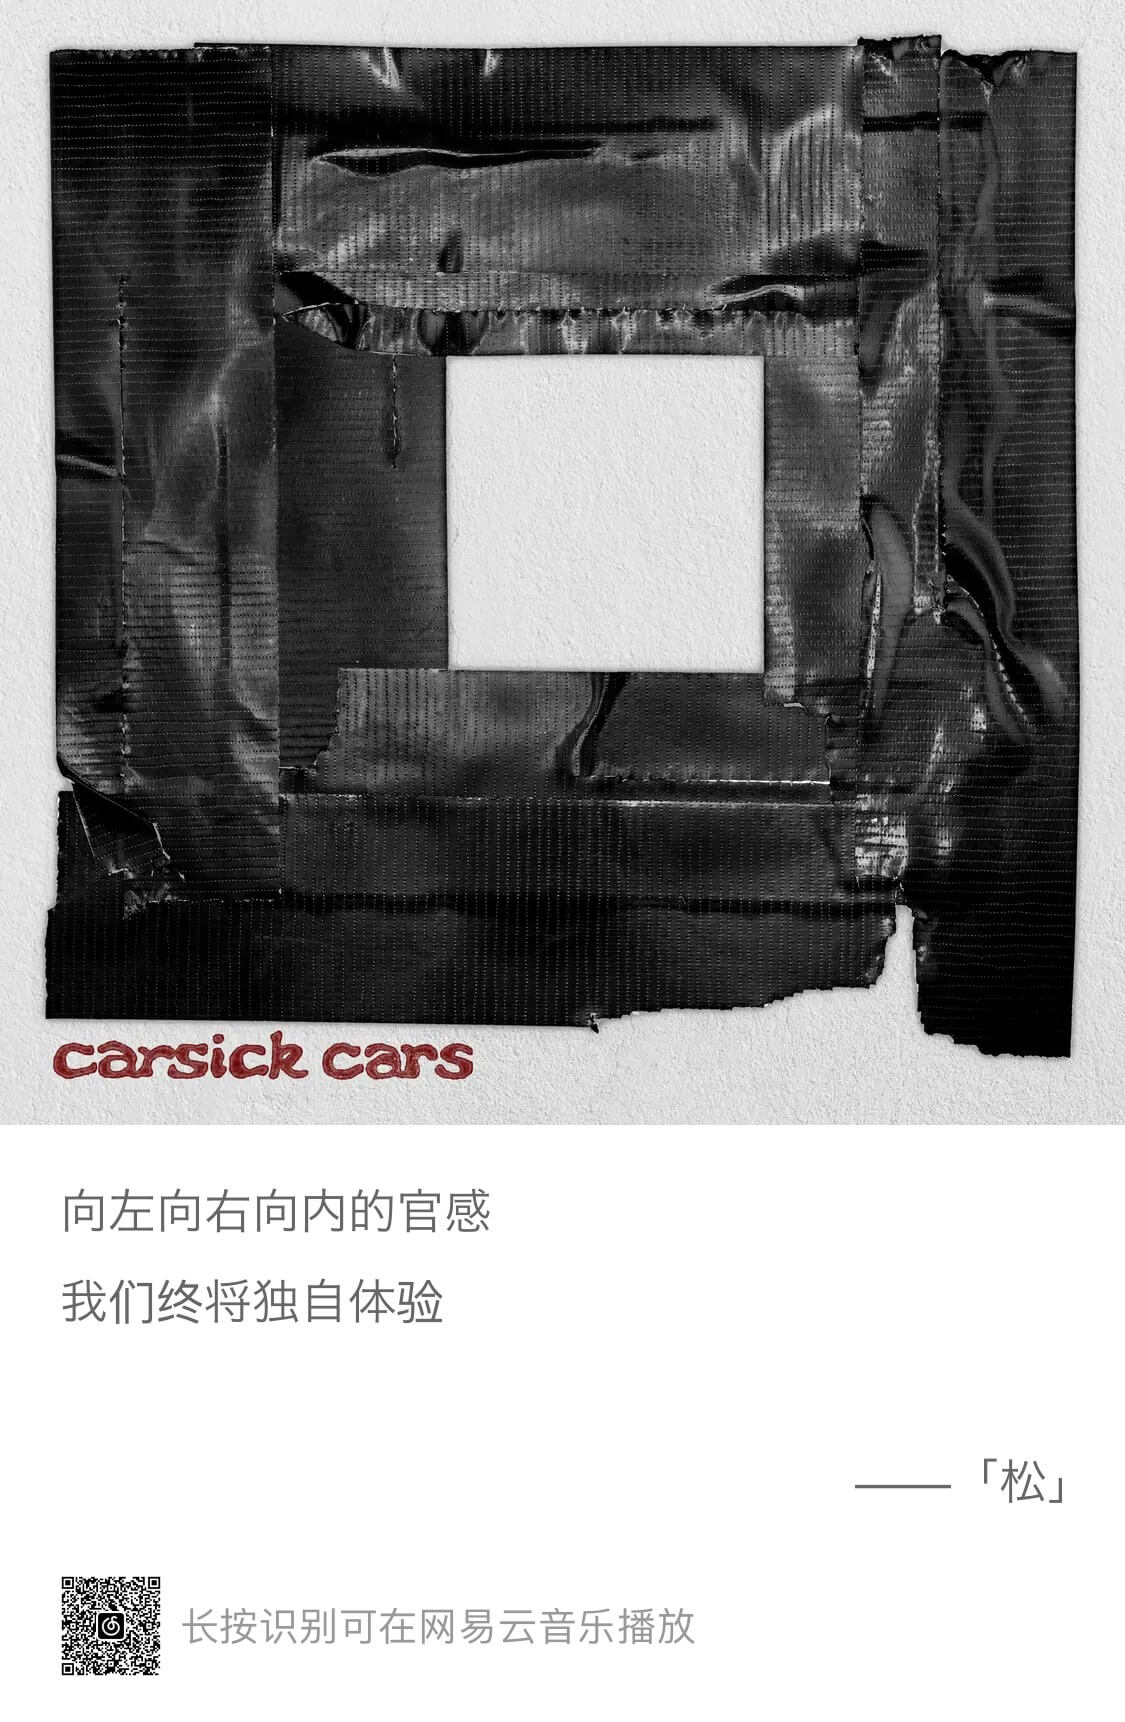 carsick cars
向左向右向内的官感
我们终将独自体验
——「松」
长按识别可在网易云音乐播放